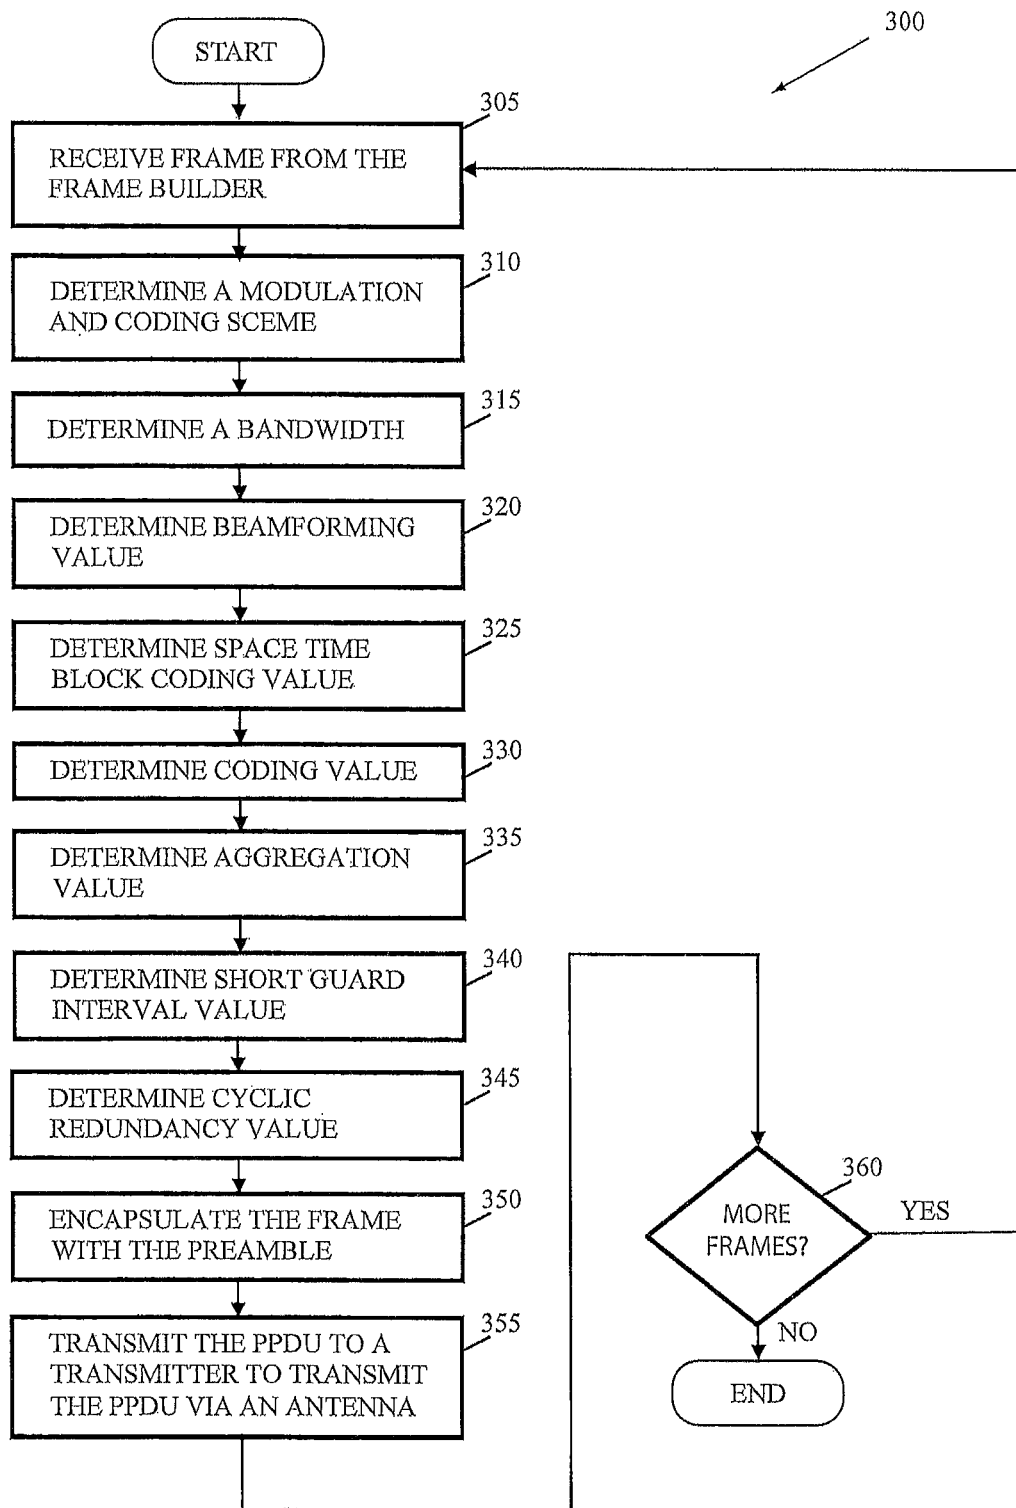 300
START
305
RECEIVE FRAME FROM THE
FRAME BUILDER
310
DETERMINE A MODULATION
AND CODING SCEME
315
DETERMINE A BANDWIDTH
320
DETERMINE BEAMFORMING
VALUE
325
DETERMINE SPACE TIME
BLOCK CODING VALUE
330
DETERMINE CODING VALUE
335
DETERMINE AGGREGATION
VALUE
340
DETERMINE SHORT GUARD
INTERVAL VALUE
345
DETERMINE CYCLIC
REDUNDANCY VALUE
350
ENCAPSULATE THE FRAME
WITH THE PREAMBLE
355
TRANSMIT THE PPDU TO A
TRANSMITTER TO TRANSMIT
THE PPDU VIA AN ANTENNA
360
MORE
FRAMES?
YES
NO
END